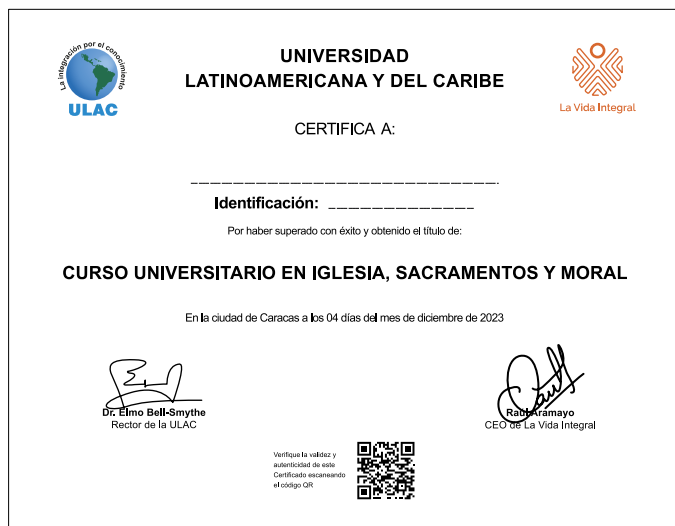 La integración por el conocimiento
ULAC
UNIVERSIDAD
LATINOAMERICANA Y DEL CARIBE
La Vida Integral
CERTIFICA A:
Identificación:
Por haber superado con éxito y obtenido el título de:
CURSO UNIVERSITARIO EN IGLESIA, SACRAMENTOS Y MORAL
En la ciudad de Caracas a los 04 días del mes de diciembre de 2023
Dr. Elmo Bell-Smythe
Rector de la ULAC
Raúl Aramayo
CEO de La Vida Integral
Verifique la validez y
autenticidad de este
Certificado escaneando
el código QR